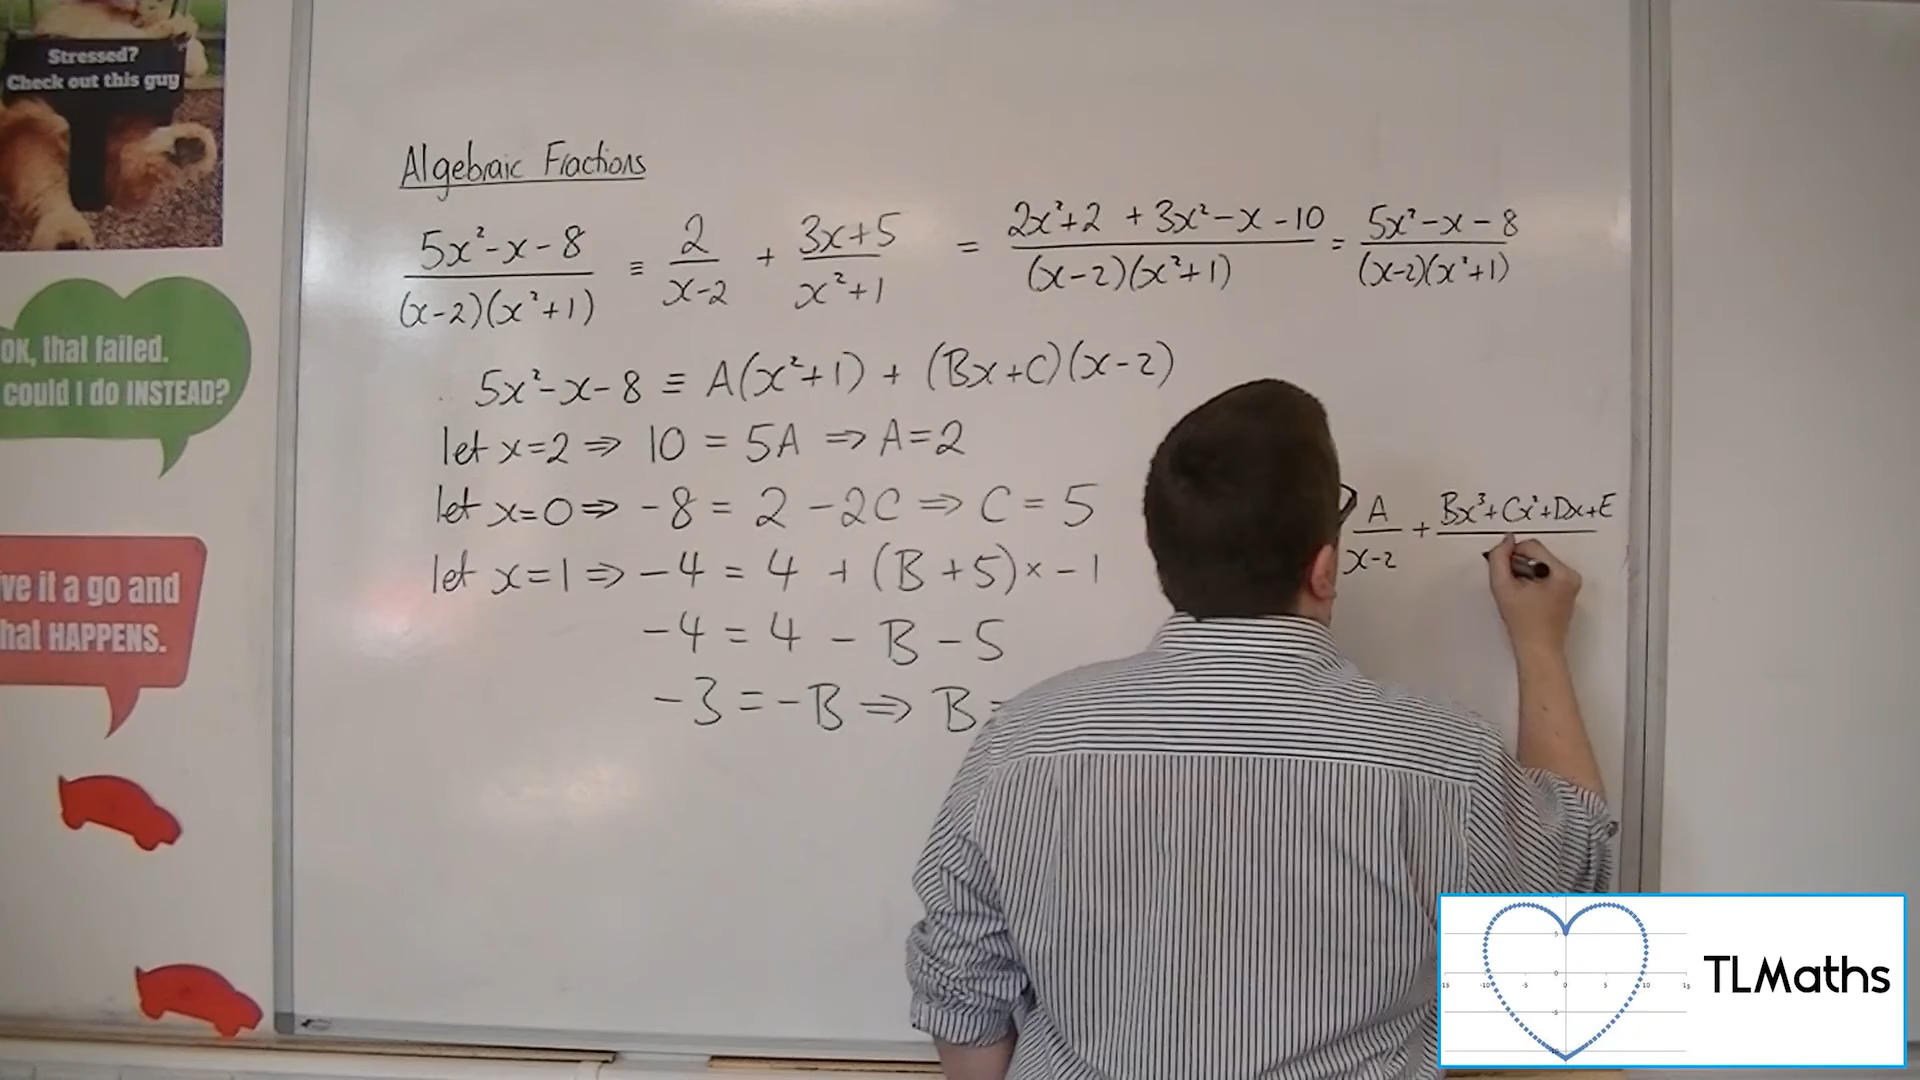 Stressed?
Check out this guy
Algebraic Fractions
5x²-x-8 / (x-2)(x²+1) ≡ 2 / x-2 + 3x+5 / x²+1 = 2x²+2 + 3x²-x-10 / (x-2)(x²+1) = 5x²-x-8 / (x-2)(x²+1)
OK, that failed.
could I do INSTEAD?
5x²-x-8 ≡ A(x²+1) + (Bx+C)(x-2)
let x=2 ⇒ 10 = 5A ⇒ A=2
let x=0 ⇒ -8 = 2 -2C ⇒ C = 5
let x=1 ⇒ -4 = 4 + (B+5)× -1
-4 = 4 - B - 5
-3 = -B ⇒ B =
A / x-2 + Bx³+Cx²+Dx+E
ve it a go and
hat HAPPENS.
TLMaths